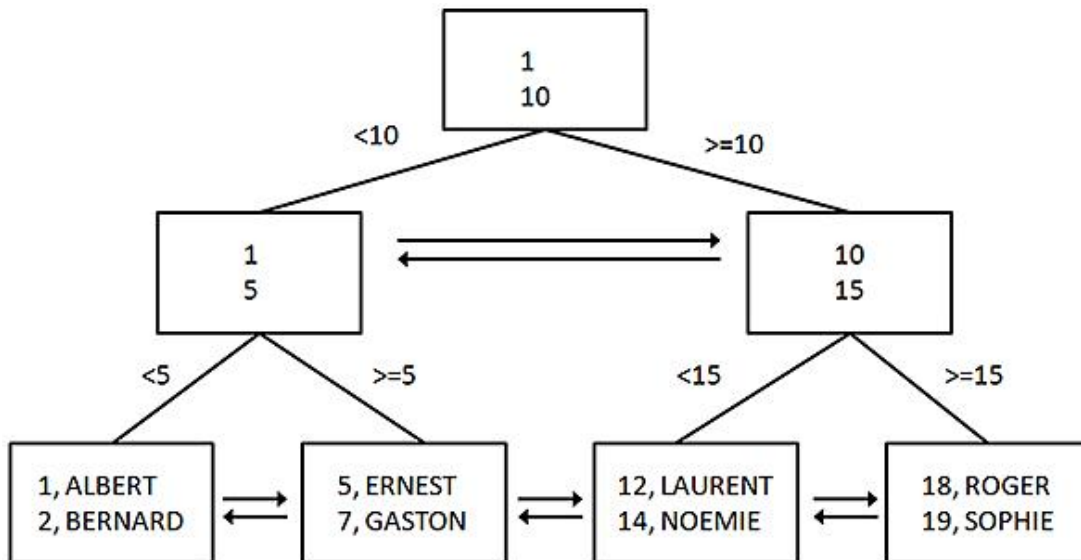 1
10
<10
>=10
1
5
10
15
<5
>=5
<15
>=15
1, ALBERT
2, BERNARD
5, ERNEST
7, GASTON
12, LAURENT
14, NOEMIE
18, ROGER
19, SOPHIE